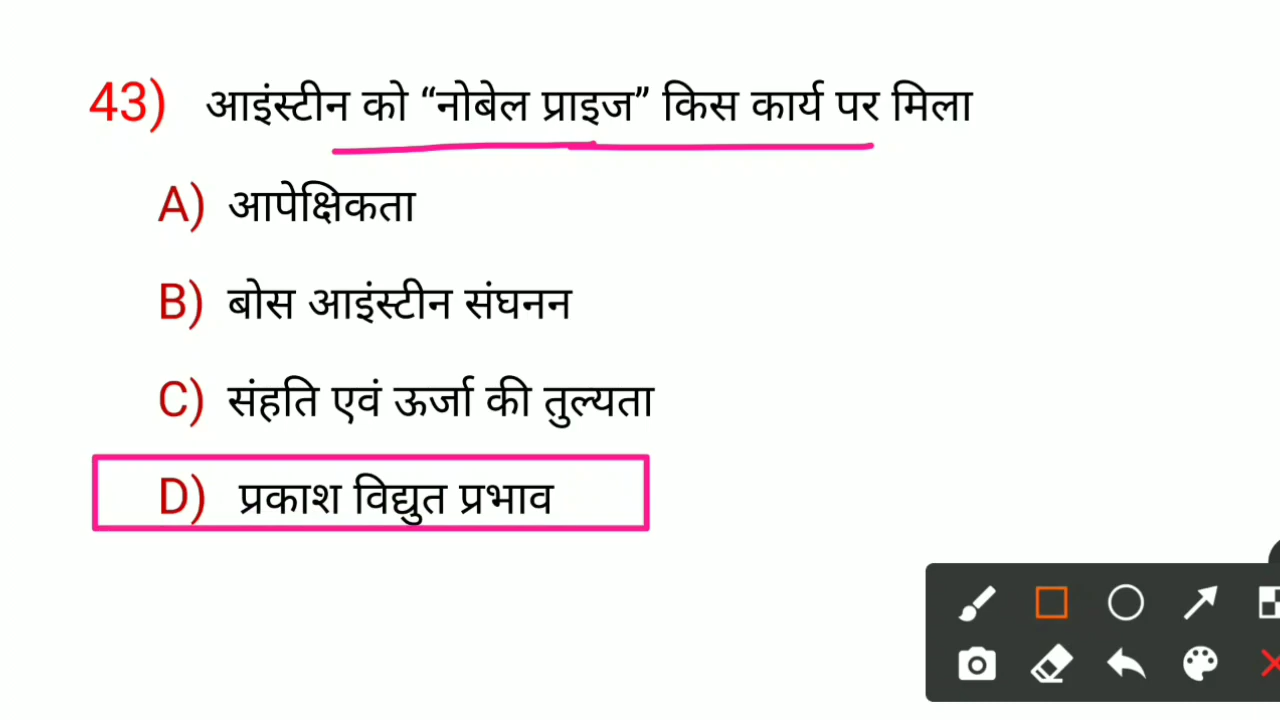 43) आइंस्टीन को “नोबेल प्राइज” किस कार्य पर मिला
A) आपेक्षिकता
B) बोस आइंस्टीन संघनन
C) संहति एवं ऊर्जा की तुल्यता
D) प्रकाश विद्युत प्रभाव